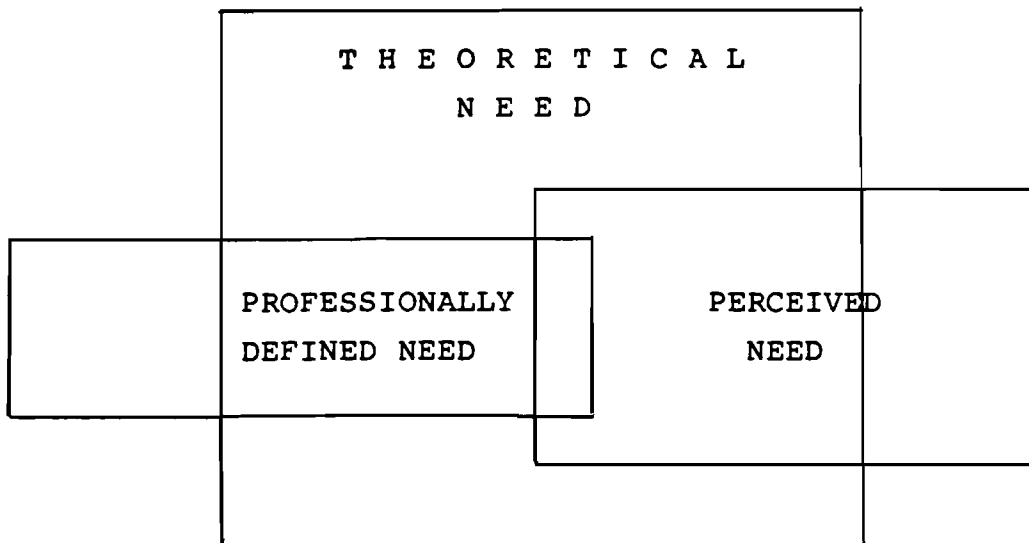 T H E O R E T I C A L
N E E D
PROFESSIONALLY
DEFINED NEED
PERCEIVED
NEED